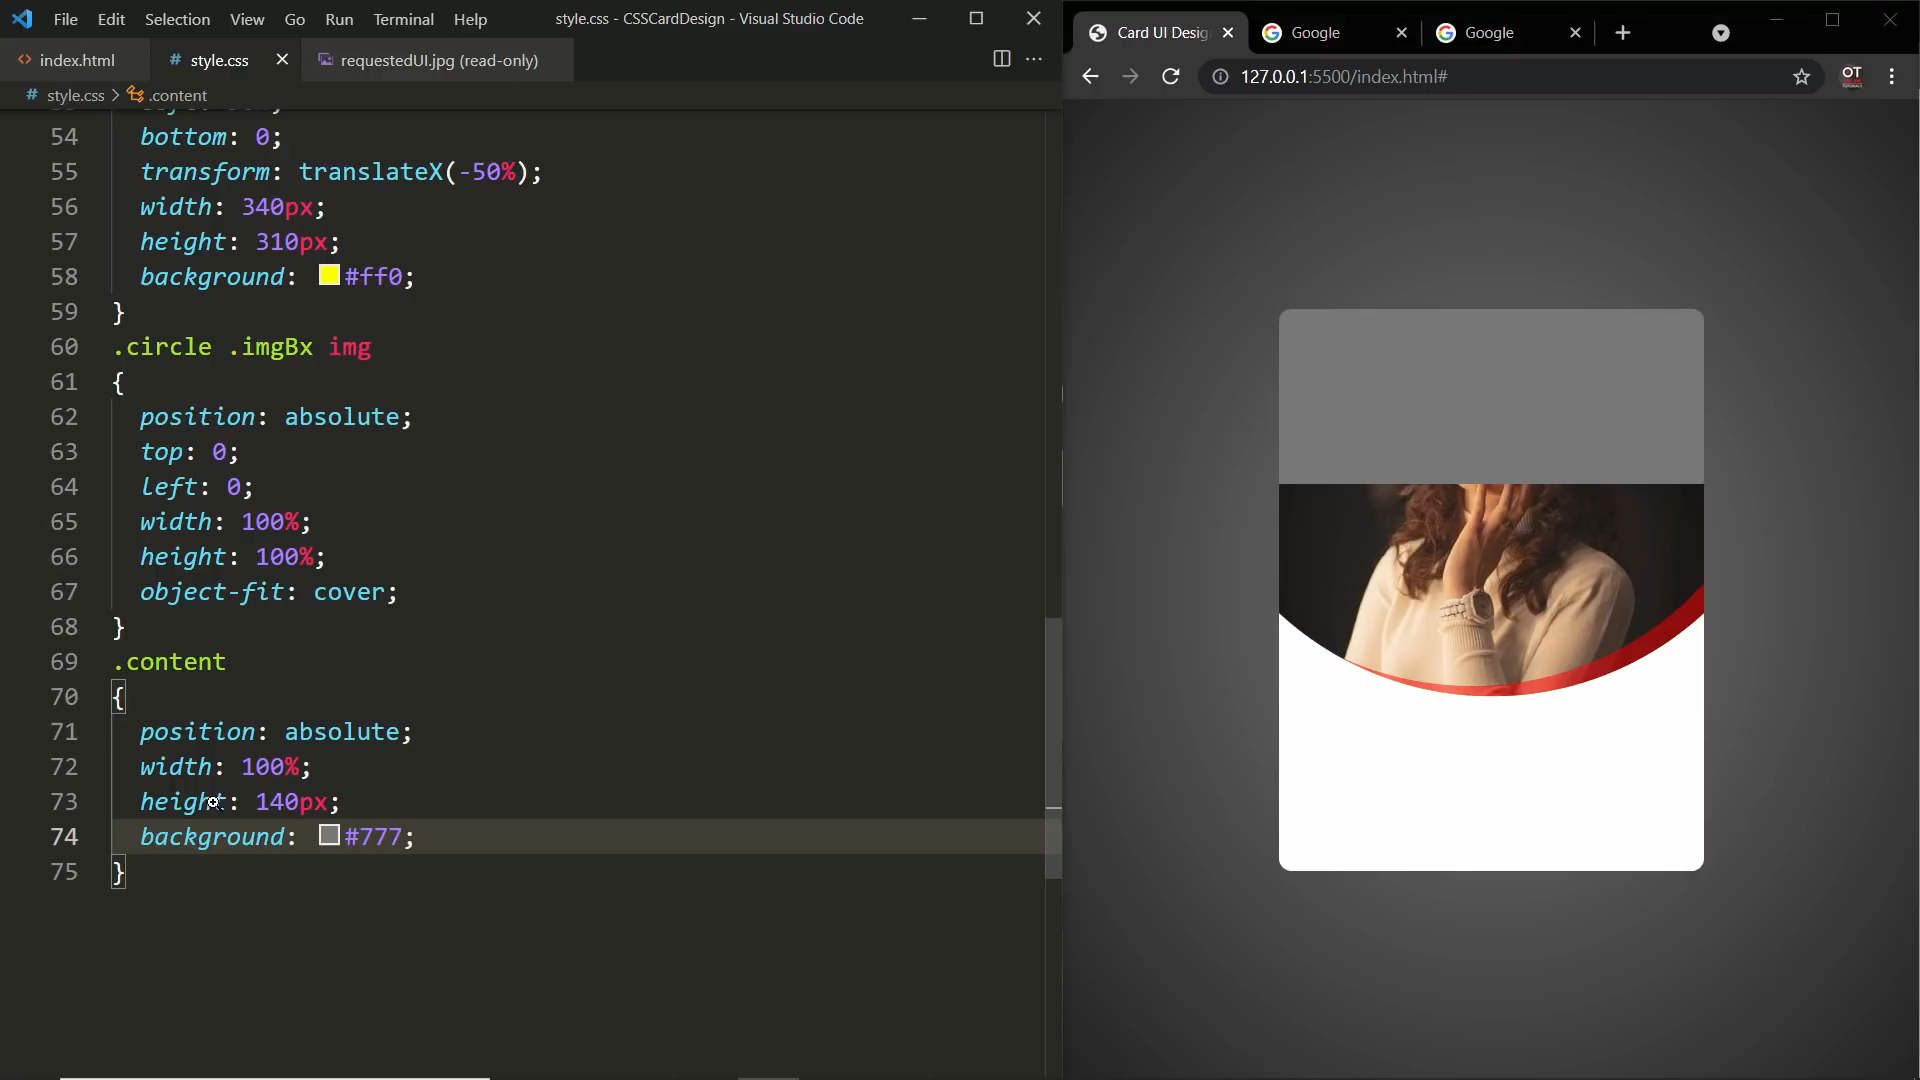 File Edit Selection View Go Run Terminal Help
style.css - CSSCardDesign - Visual Studio Code
index.html
style.css
requestedUI.jpg (read-only)
style.css > .content
54 bottom: 0;
55 transform: translateX(-50%);
56 width: 340px;
57 height: 310px;
58 background: #ff0;
59 }
60 .circle .imgBx img
61 {
62 position: absolute;
63 top: 0;
64 left: 0;
65 width: 100%;
66 height: 100%;
67 object-fit: cover;
68 }
69 .content
70 {
71 position: absolute;
72 width: 100%;
73 height: 140px;
74 background: #777;
75 }
Card UI Desig
Google
Google
127.0.0.1:5500/index.html#
OT